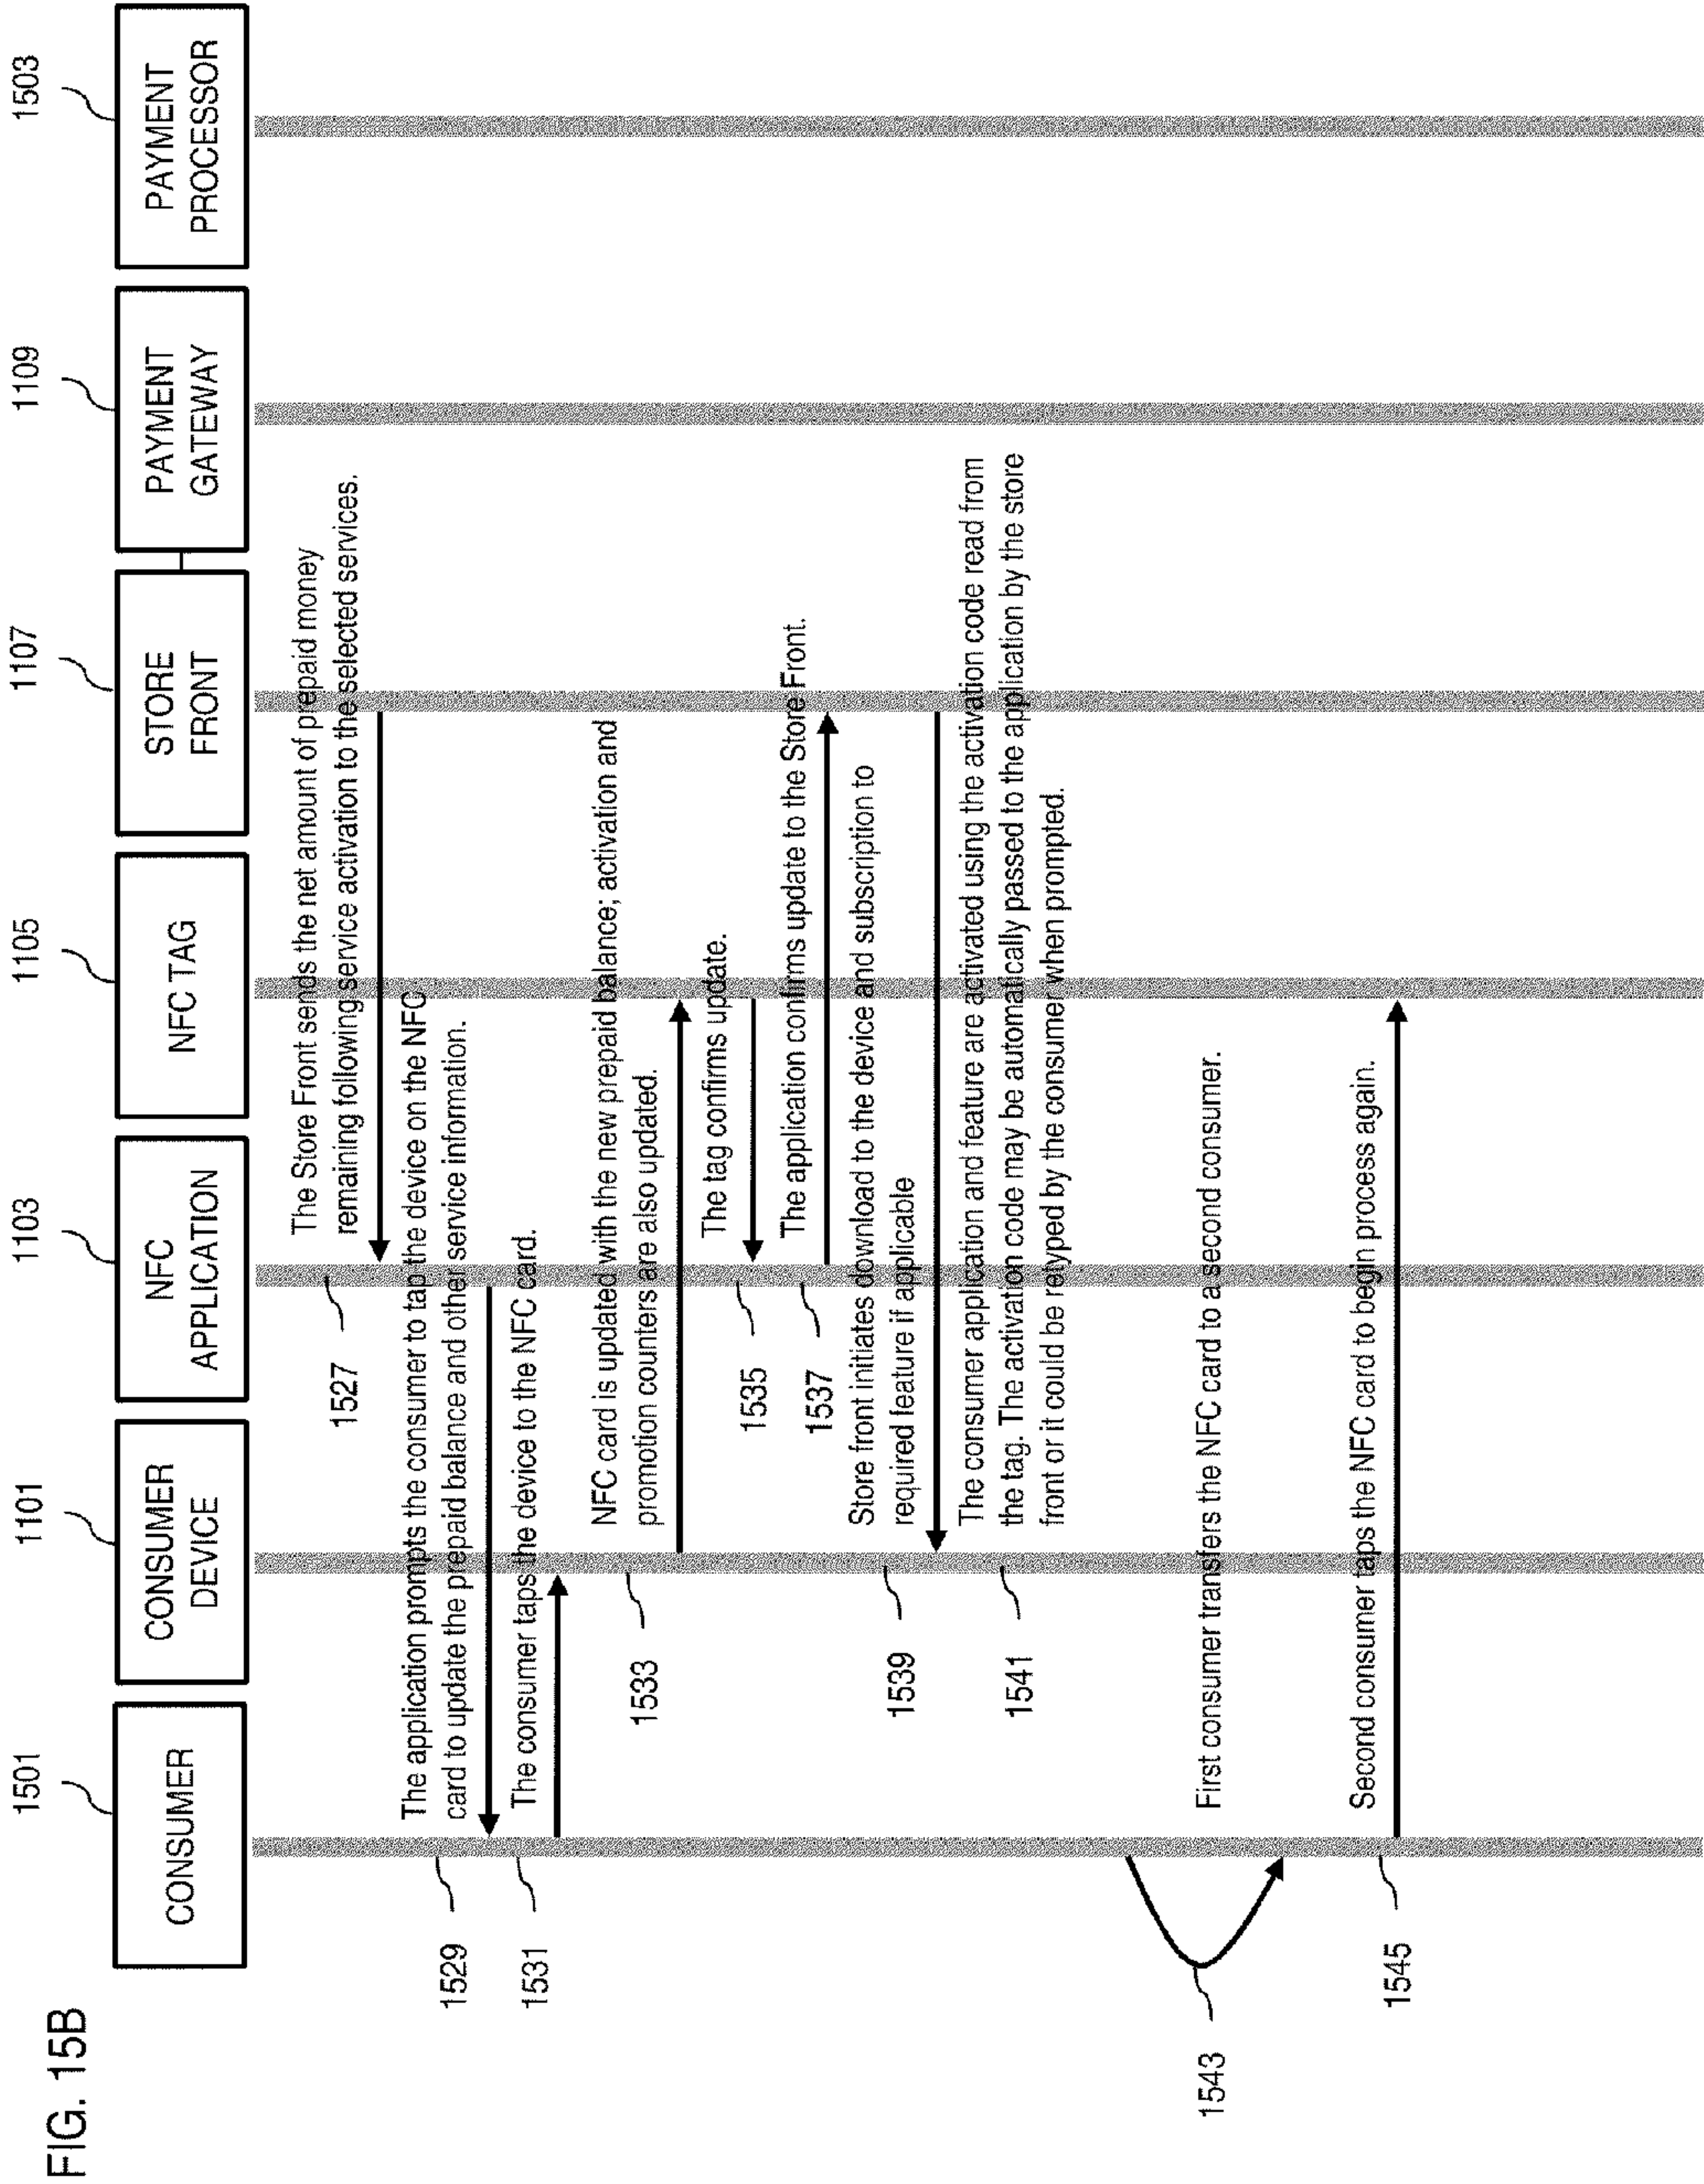 FIG. 15B
1501
1101
1103
1105
1107
1109
1503
CONSUMER
CONSUMER
DEVICE
NFC
APPLICATION
NFC TAG
STORE
FRONT
PAYMENT
GATEWAY
PAYMENT
PROCESSOR
1527
The Store Front sends the net amount of prepaid money
remaining following service activation to the selected services.
1529
The application prompts the consumer to tap the device on the NFC
card to update the prepaid balance and other service information.
1531
The consumer taps the device to the NFC card.
1533
NFC card is updated with the new prepaid balance; activation and
promotion counters are also updated.
1535
The tag confirms update.
1537
The application confirms update to the Store Front.
1539
Store front initiates download to the device and subscription to
required feature if applicable
1541
The consumer application and feature are activated using the activation code read from
the tag. The activation code may be automatically passed to the application by the store
front or it could be retyped by the consumer when prompted.
1543
First consumer transfers the NFC card to a second consumer.
1545
Second consumer taps the NFC card to begin process again.